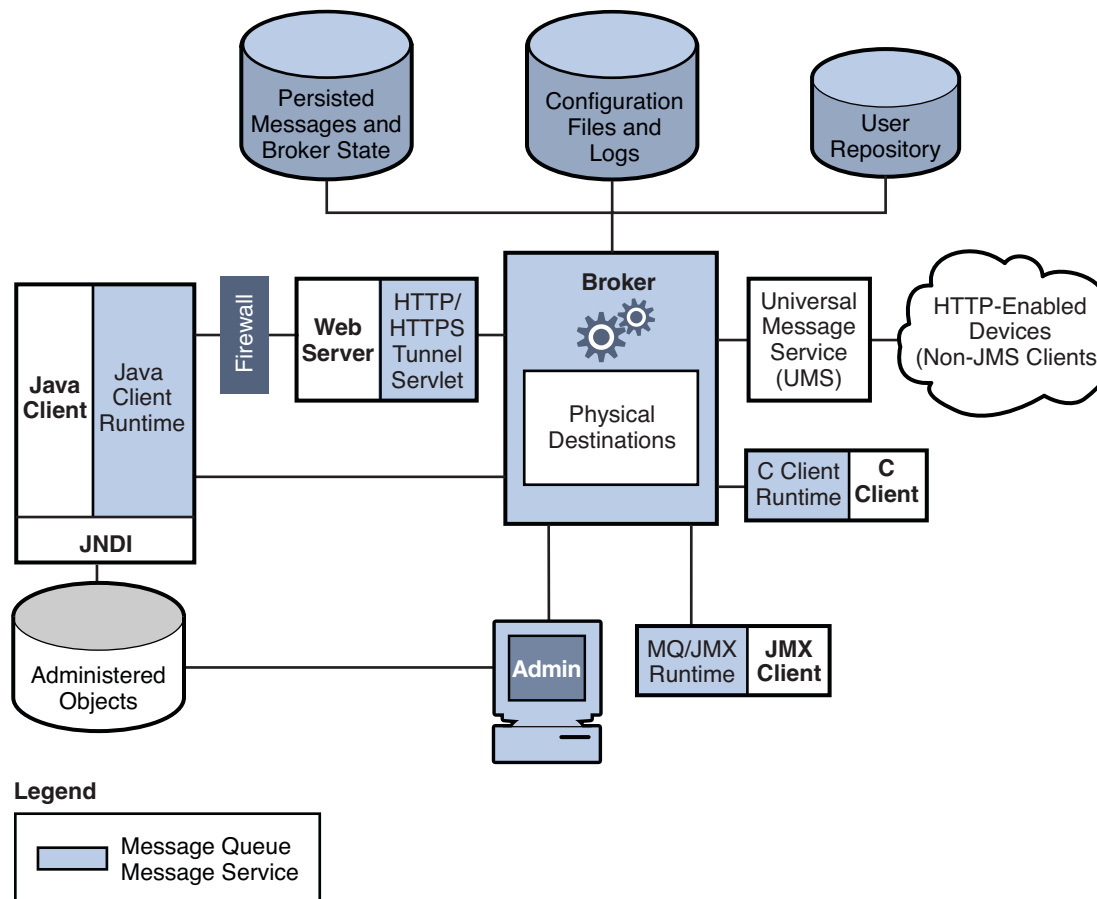 Persisted
Messages and
Broker State
Configuration
Files and
Logs
User
Repository
Java
Client
Java
Client
Runtime
JNDI
Firewall
Web
Server
HTTP/
HTTPS
Tunnel
Servlet
Broker
Physical
Destinations
Universal
Message
Service
(UMS)
HTTP-Enabled
Devices
(Non-JMS Clients
C Client
Runtime
C
Client
Administered
Objects
Admin
MQ/JMX
Runtime
JMX
Client
Legend
Message Queue
Message Service